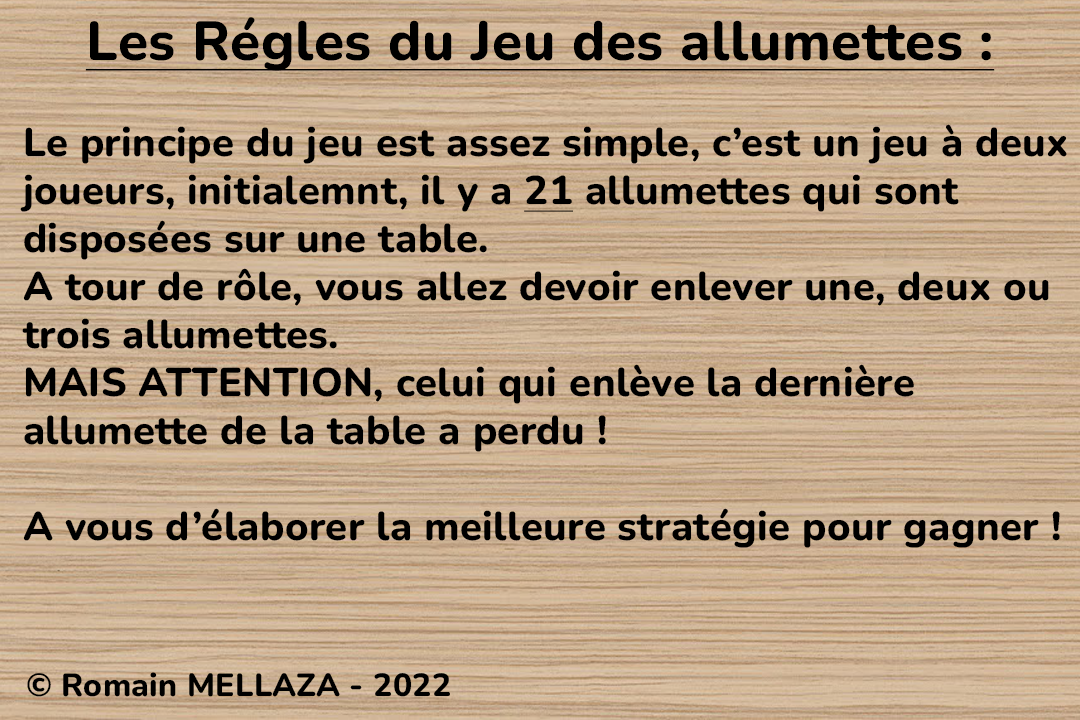 Les Régles du Jeu des allumettes :
Le principe du jeu est assez simple, c’est un jeu à deux
joueurs, initialemnt, il y a 21 allumettes qui sont
disposées sur une table.
A tour de rôle, vous allez devoir enlever une, deux ou
trois allumettes.
MAIS ATTENTION, celui qui enlève la dernière
allumette de la table a perdu !
A vous d’élaborer la meilleure stratégie pour gagner !
© Romain MELLAZA - 2022